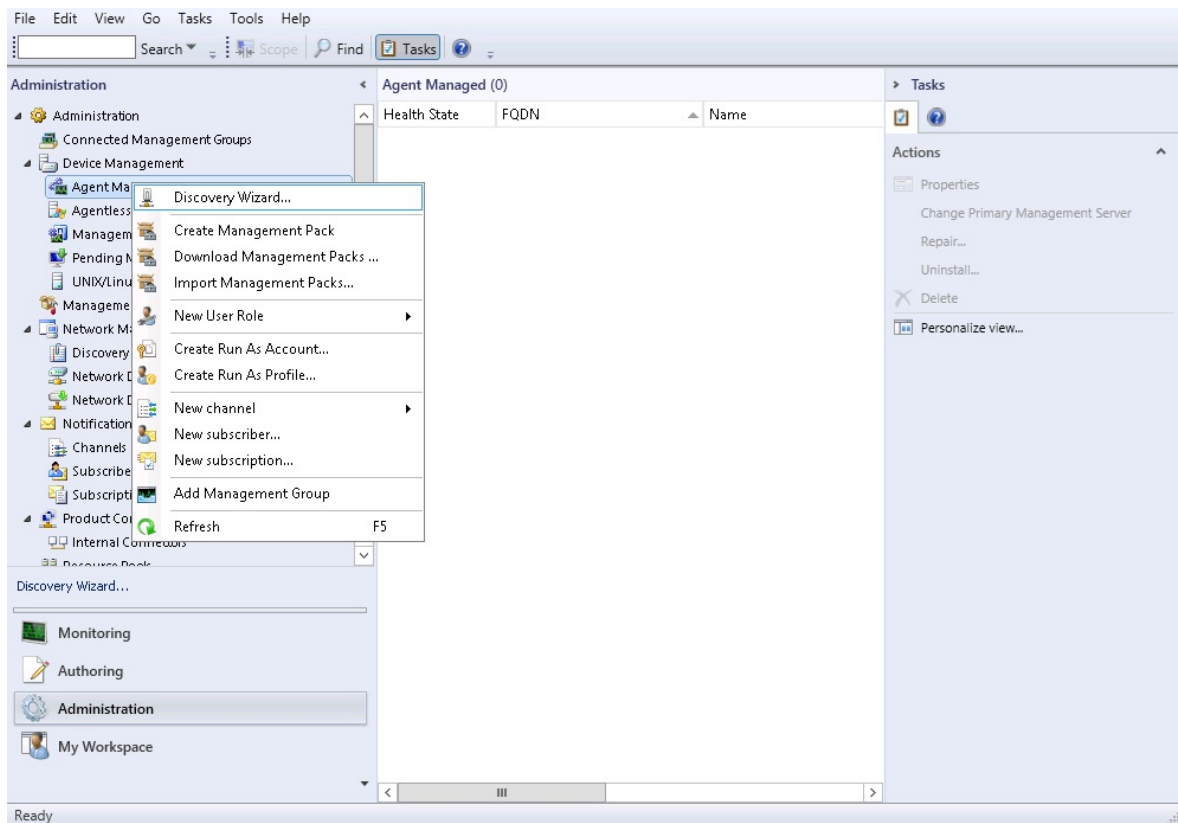 File Edit View Go Tasks Tools Help
Search Scope Find Tasks
Administration
Administration
Connected Management Groups
Device Management
Agent Ma
Agentless
Managem
Pending M
UNIX/Linu
Manageme
Network Ma
Discovery
Network D
Network D
Notification
Channels
Subscribe
Subscripti
Product Co
Internal Connectors
Resource Pools
Discovery Wizard...
Create Management Pack
Download Management Packs ...
Import Management Packs...
New User Role
Create Run As Account...
Create Run As Profile...
New channel
New subscriber...
New subscription...
Add Management Group
Refresh F5
Discovery Wizard...
Monitoring
Authoring
Administration
My Workspace
Agent Managed (0)
Health State FQDN Name
Tasks
Actions
Properties
Change Primary Management Server
Repair...
Uninstall...
Delete
Personalize view...
Ready